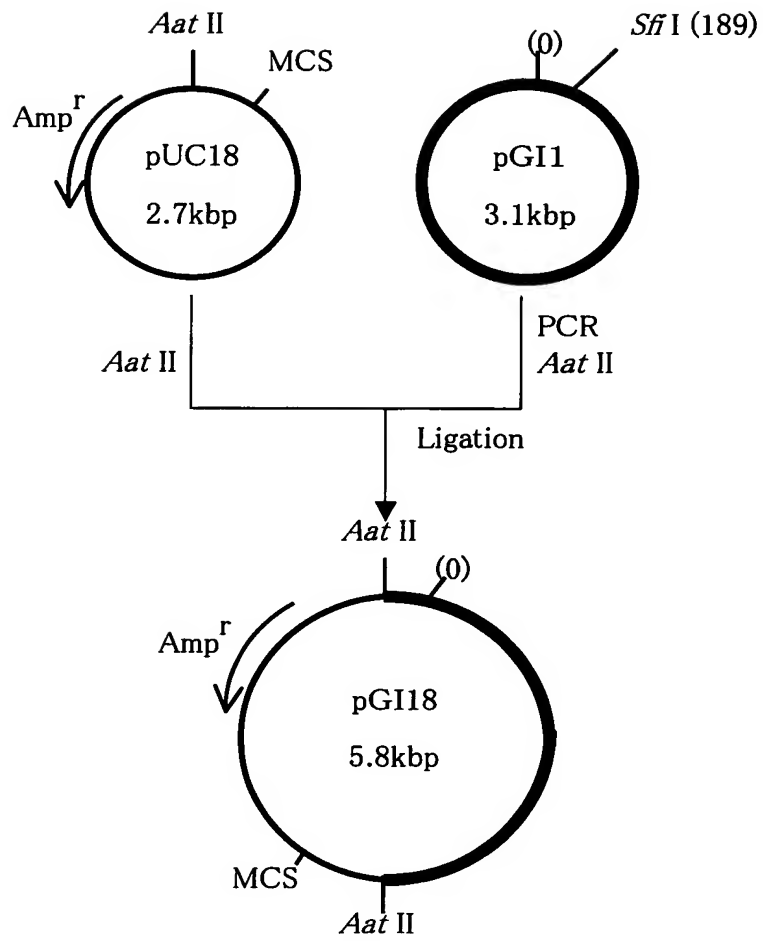 Aat II
MCS
Amp r
pUC18
2.7kbp
(0)
Sfi I (189)
pGI1
3.1kbp
Aat II
PCR
Aat II
Ligation
Aat II
(0)
Amp r
pGI18
5.8kbp
MCS
Aat II